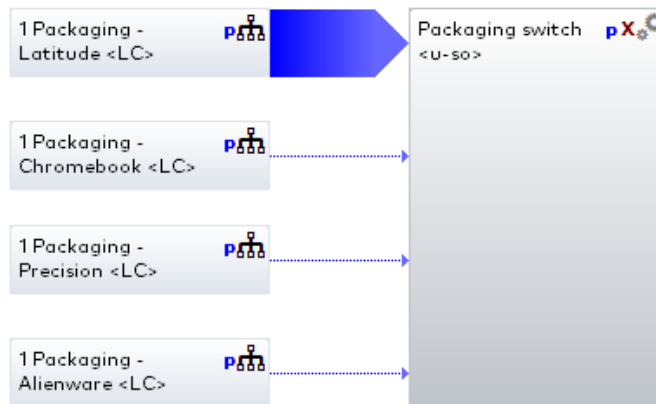 1 Packaging - p
Latitude <LC>
Packaging switch p X
<u-so>
1 Packaging - p
Chromebook <LC>
1 Packaging - p
Precision <LC>
1 Packaging - p
Alienware <LC>